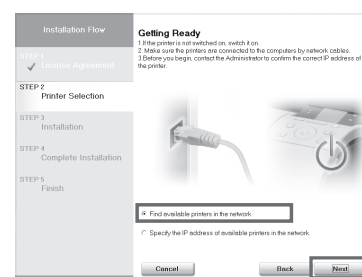 Installation Flow
STEP 1
License Agreement
STEP 2
Printer Selection
STEP 3
Installation
STEP 4
Complete Installation
STEP 5
Finish
Getting Ready
1.If the printer is not switched on, switch it on.
2. Make sure the printers are connected to the computers by network cables.
3.Before you begin, contact the Administrator to confirm the correct IP address of
the printer.
Find available printers in the network
Specify the IP address of available printers in the network
Cancel
Back
Next